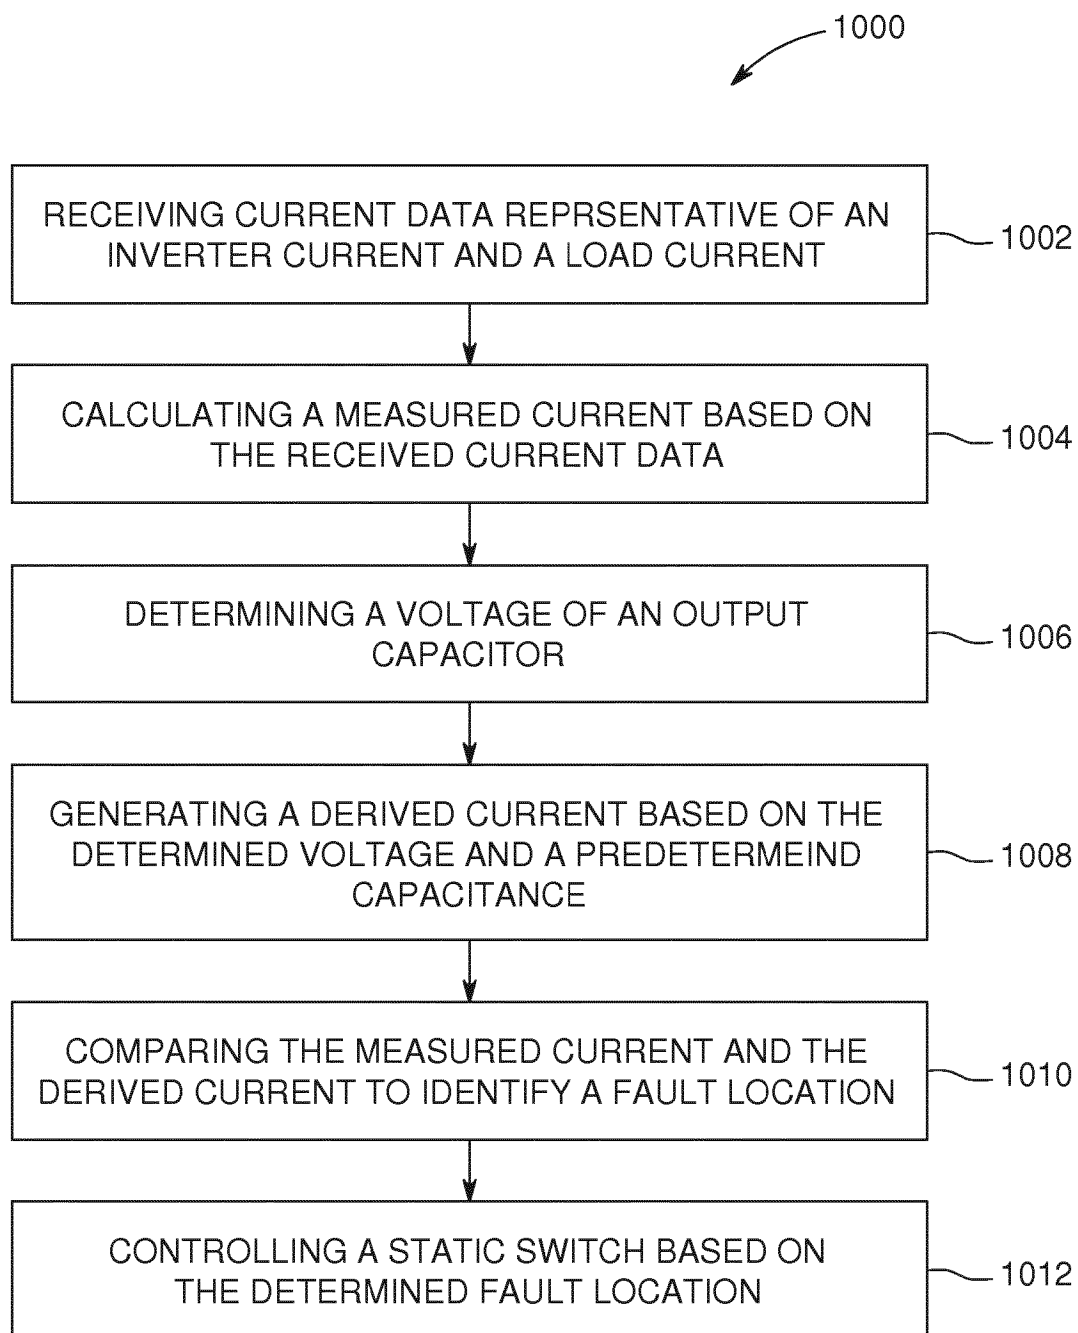 1000
RECEIVING CURRENT DATA REPRSENTATIVE OF AN
INVERTER CURRENT AND A LOAD CURRENT
1002
CALCULATING A MEASURED CURRENT BASED ON
THE RECEIVED CURRENT DATA
1004
DETERMINING A VOLTAGE OF AN OUTPUT
CAPACITOR
1006
GENERATING A DERIVED CURRENT BASED ON THE
DETERMINED VOLTAGE AND A PREDETERMEIND
CAPACITANCE
1008
COMPARING THE MEASURED CURRENT AND THE
DERIVED CURRENT TO IDENTIFY A FAULT LOCATION
1010
CONTROLLING A STATIC SWITCH BASED ON
THE DETERMINED FAULT LOCATION
1012